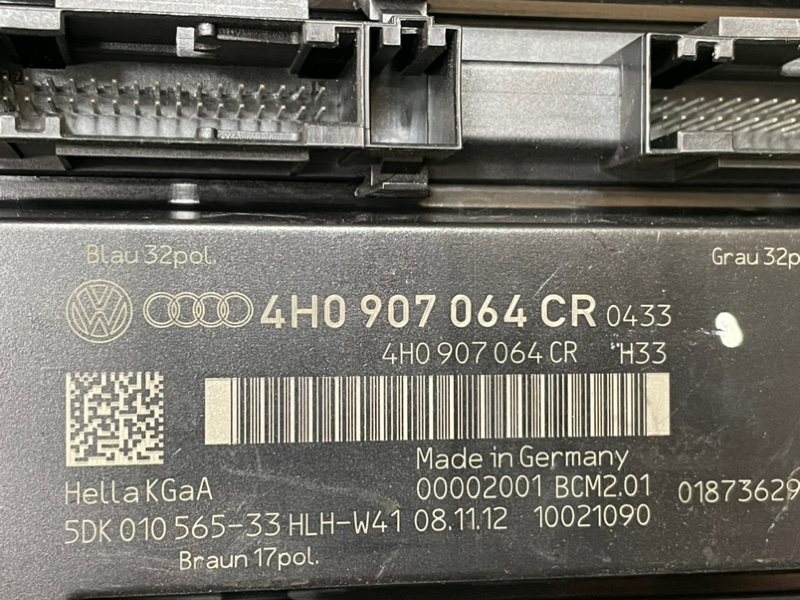 Blau 32pol.
Grau 32p
4H0 907 064 CR 0433
4H0 907 064 CR H33
Made in Germany
Hella KGaA 00002001 BCM2.01 01873629
5DK 010 565-33 HLH-W41 08.11.12 10021090
Braun 17pol.